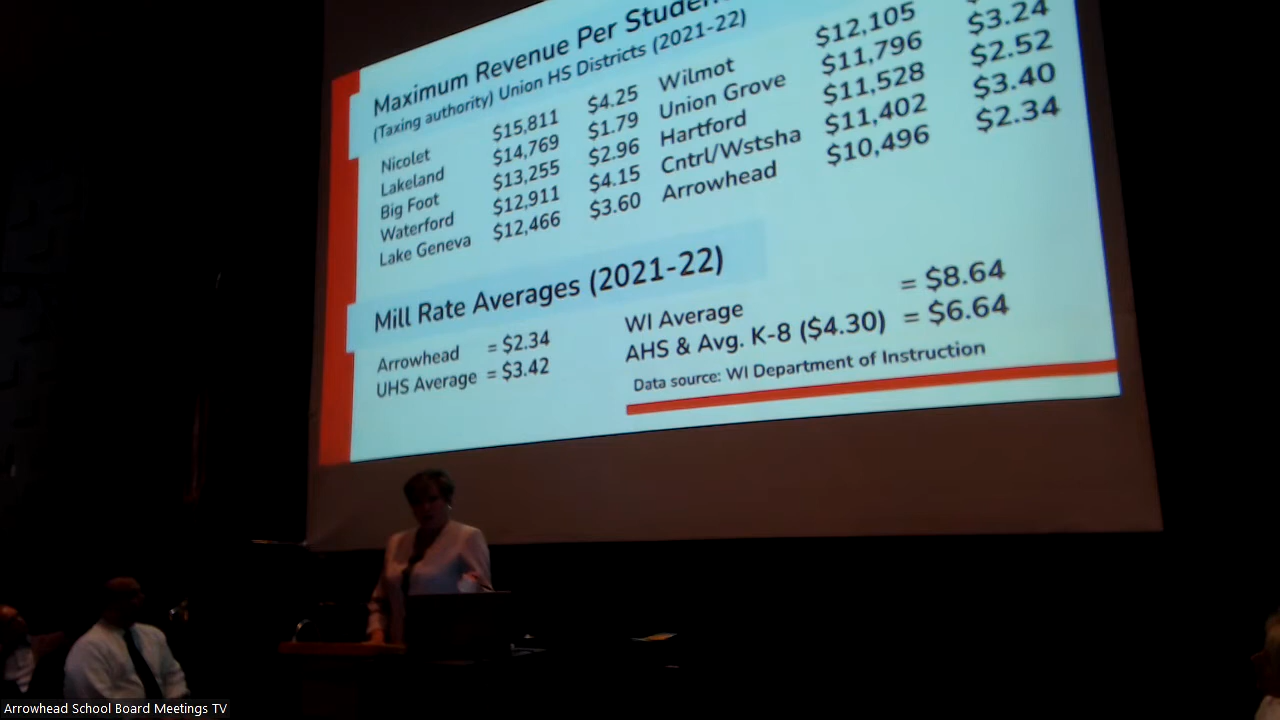 Maximum Revenue Per Studen
(Taxing authority) Union HS Districts (2021-22)
Nicolet $15,811 $4.25
Lakeland $14,769 $1.79
Big Foot $13,255 $2.96
Waterford $12,911 $4.15
Lake Geneva $12,466 $3.60
Wilmot $12,105
Union Grove $11,796 $3.24
Hartford $11,528 $2.52
Cntrl/Wstsha $11,402 $3.40
Arrowhead $10,496 $2.34
Mill Rate Averages (2021-22)
Arrowhead = $2.34
UHS Average = $3.42
WI Average = $8.64
AHS & Avg. K-8 ($4.30) = $6.64
Data source: WI Department of Instruction
Arrowhead School Board Meetings TV